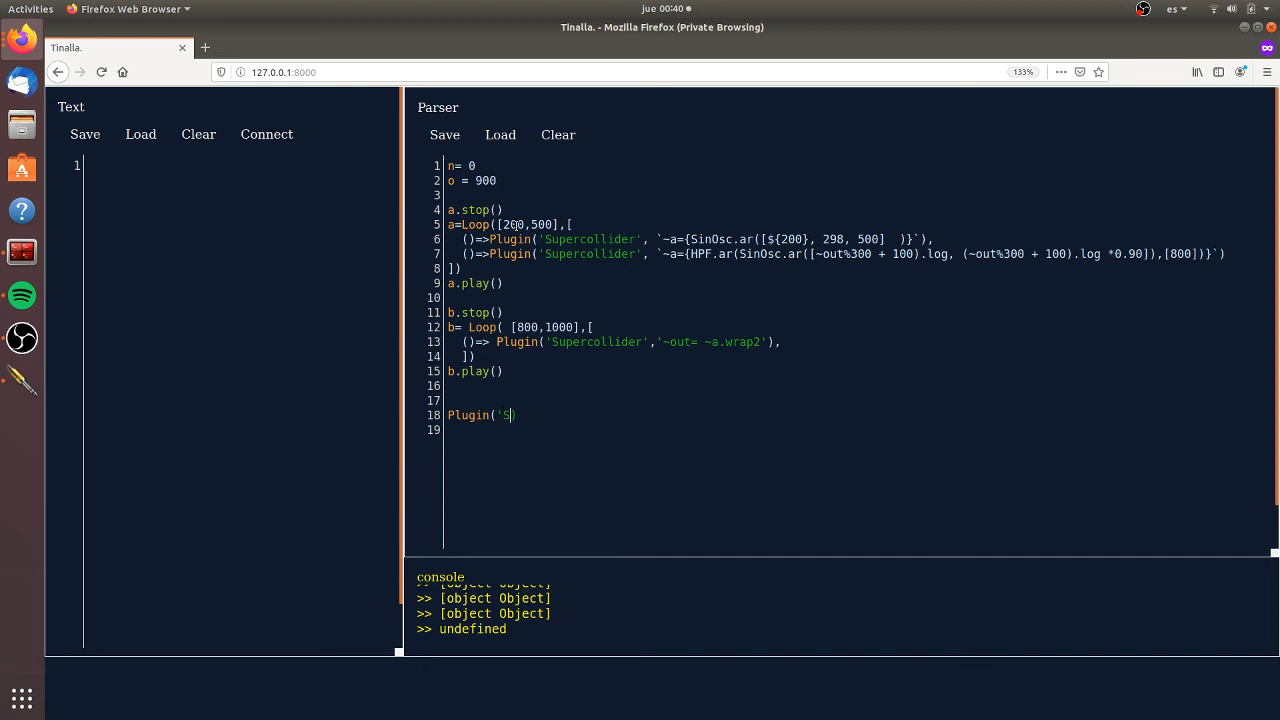 Activities
Firefox Web Browser
jue 00:40
es
Tinalla. - Mozilla Firefox (Private Browsing)
Tinalla.
127.0.0.1:8000
133%
Text
Save Load Clear Connect
1
Parser
Save Load Clear
1 n= 0
2 o = 900
3
4 a.stop()
5 a=Loop([200,500],[
6 ()=>Plugin('Supercollider', `~a={SinOsc.ar([${200}, 298, 500]  )}`),
7 ()=>Plugin('Supercollider', `~a={HPF.ar(SinOsc.ar([~out%300 + 100).log, (~out%300 + 100).log *0.90]),[800])}`)
8 ])
9 a.play()
10
11 b.stop()
12 b= Loop( [800,1000],[
13 ()=> Plugin('Supercollider','~out= ~a.wrap2'),
14 ])
15 b.play()
16
17
18 Plugin('S)
19
console
>> [object Object]
>> [object Object]
>> [object Object]
>> undefined